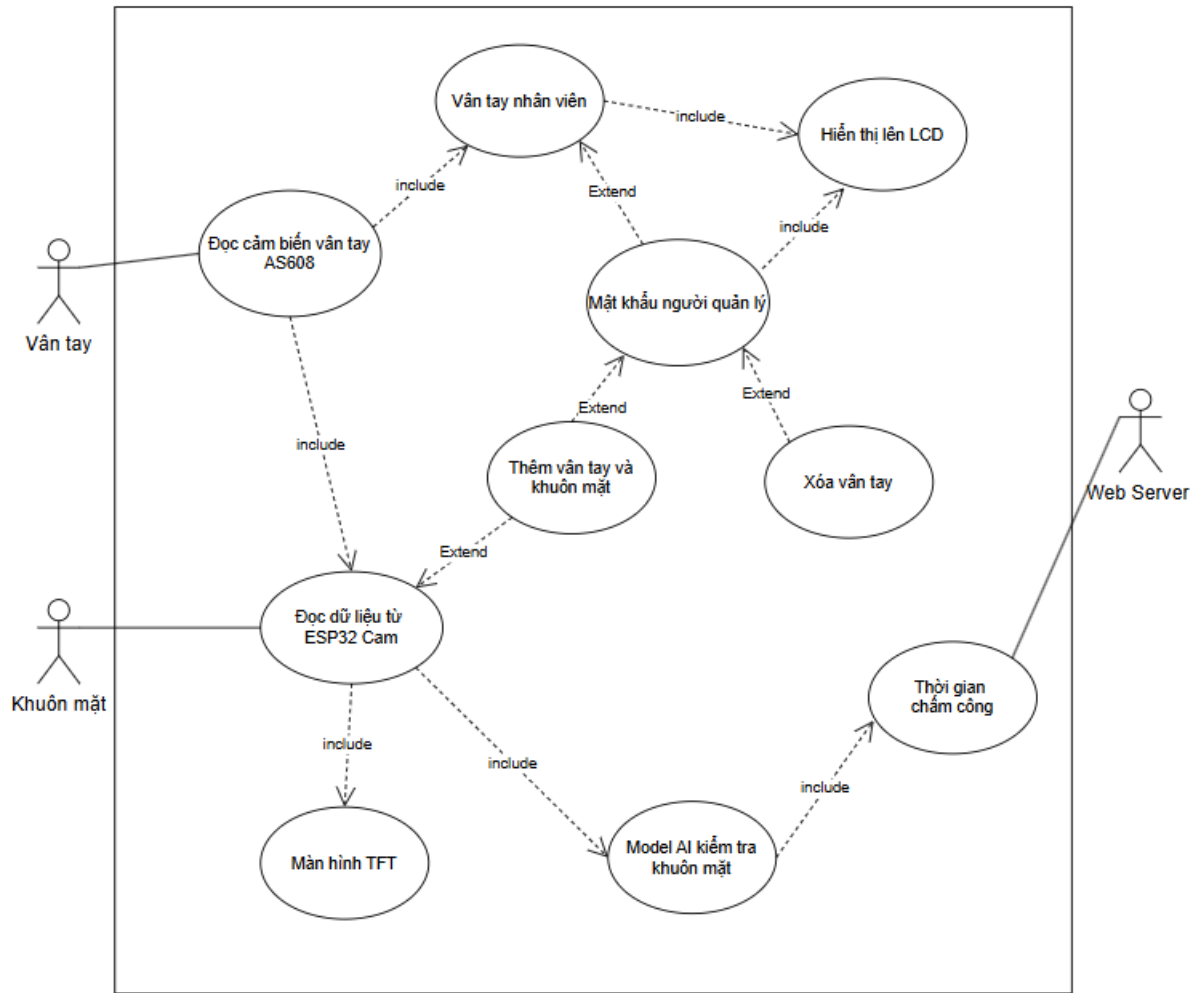 Vân tay nhân viên
include
Hiển thị lên LCD
include
Extend
include
Đọc cảm biến vân tay
AS608
Mật khẩu người quản lý
Vân tay
Extend
Extend
include
Thêm vân tay và
khuôn mặt
Xóa vân tay
Web Server
Extend
Đọc dữ liệu từ
ESP32 Cam
Khuôn mặt
Thời gian
chấm công
include
include
include
Màn hình TFT
Model AI kiểm tra
khuôn mặt